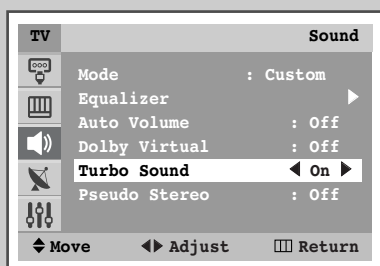 TV Sound
Mode : Custom
Equalizer
Auto Volume : Off
Dolby Virtual : Off
Turbo Sound On
Pseudo Stereo : Off
Move Adjust Return